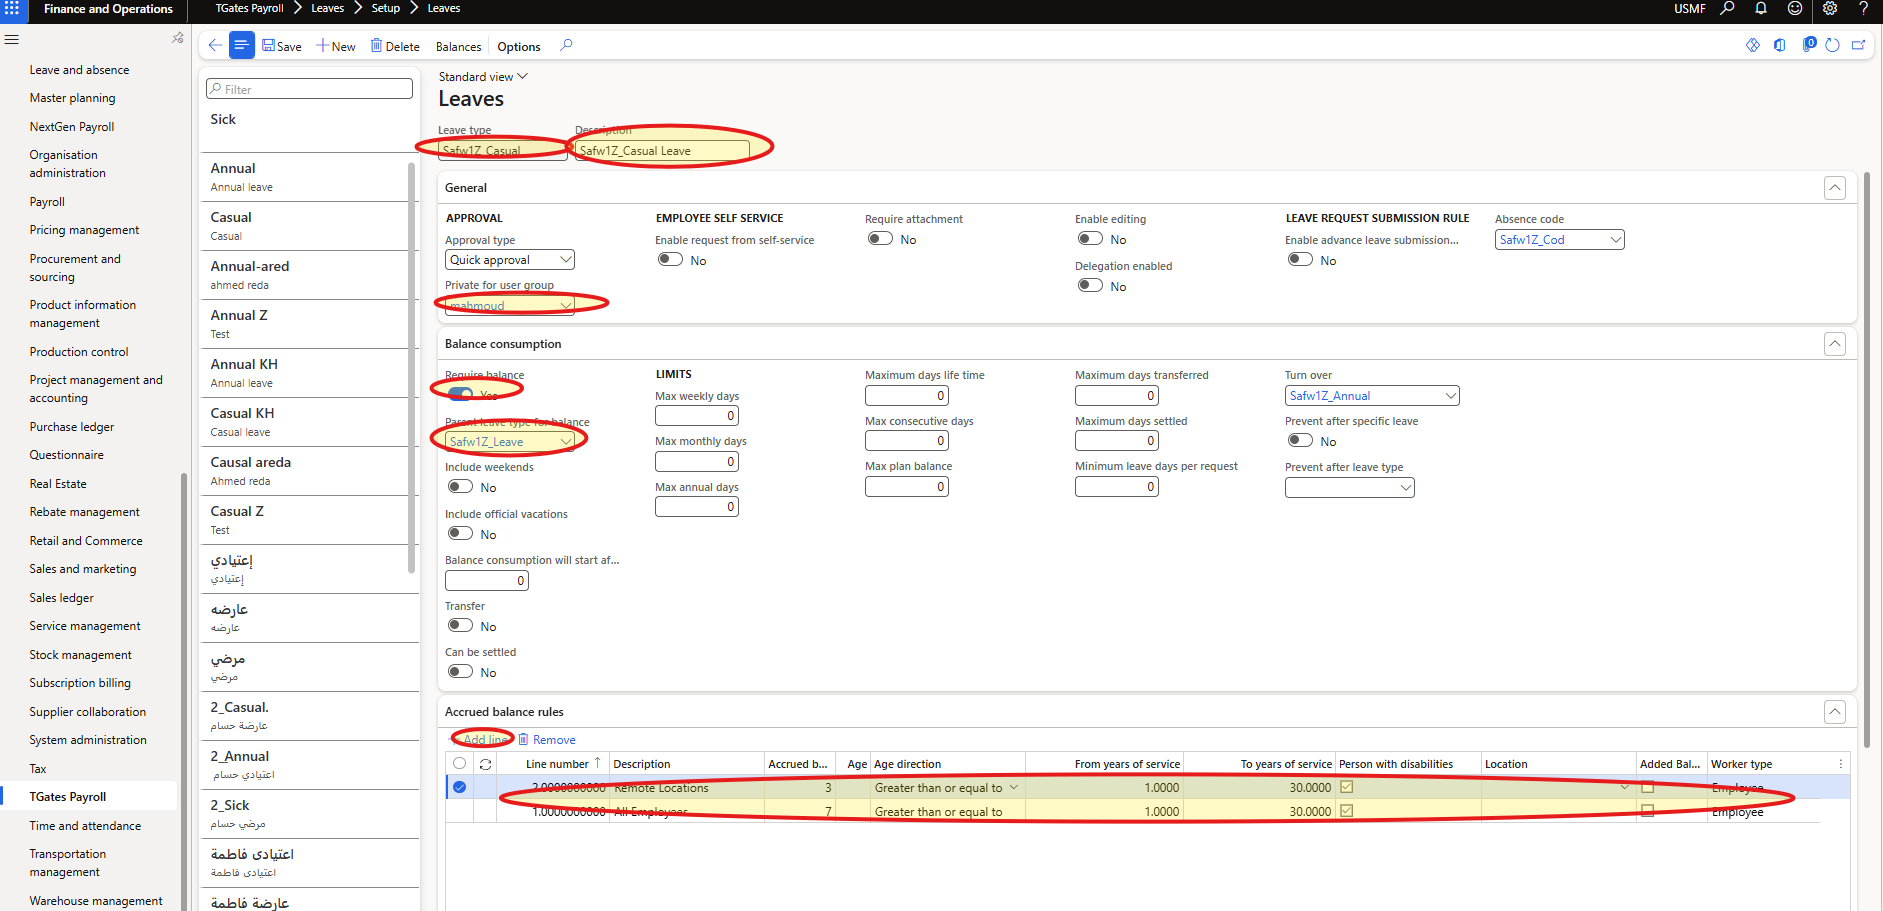 Finance and Operations
TGates Payroll > Leaves > Setup > Leaves
USMF
Save New Delete Balances Options
0
Leave and absence
Master planning
NextGen Payroll
Organisation
administration
Payroll
Pricing management
Procurement and
sourcing
Product information
management
Production control
Project management and
accounting
Purchase ledger
Questionnaire
Real Estate
Rebate management
Retail and Commerce
Sales and marketing
Sales ledger
Service management
Stock management
Subscription billing
Supplier collaboration
System administration
Tax
TGates Payroll
Time and attendance
Transportation
management
Warehouse management
Filter
Sick
Annual
Annual leave
Casual
Casual
Annual-ared
ahmed reda
Annual Z
Test
Annual KH
Annual leave
Casual KH
Casual leave
Causal areda
Ahmed reda
Casual Z
Test
إعتيادي
إعتيادي
عارضه
عارضه
مرضي
مرضي
2_Casual.
عارضة حسام
2_Annual
اعتيادي حسام
2_Sick
مرضي حسام
اعتيادى فاطمة
اعتيادى فاطمة
عارضة فاطمة
Standard view
Leaves
Leave type
Safw1Z_Casual
Description
Safw1Z_Casual Leave
General
APPROVAL
Approval type
Quick approval
Private for user group
mahmoud
EMPLOYEE SELF SERVICE
Enable request from self-service
No
Require attachment
No
Enable editing
No
Delegation enabled
No
LEAVE REQUEST SUBMISSION RULE
Enable advance leave submission...
No
Absence code
Safw1Z_Cod
Balance consumption
Require balance
Yes
Parent leave type for balance
Safw1Z_Leave
Include weekends
No
Include official vacations
No
Balance consumption will start af...
0
Transfer
No
Can be settled
No
LIMITS
Max weekly days
0
Max monthly days
0
Max annual days
0
Maximum days life time
0
Max consecutive days
0
Max plan balance
0
Maximum days transferred
0
Maximum days settled
0
Minimum leave days per request
0
Turn over
Safw1Z_Annual
Prevent after specific leave
No
Prevent after leave type
Accrued balance rules
+ Add line Remove
Line number Description Accrued b... Age Age direction From years of service To years of service Person with disabilities Location Added Bal... Worker type
2.0000000000 Remote Locations 3 Greater than or equal to 1.0000 30.0000 Employee
1.0000000000 All Employees 7 Greater than or equal to 1.0000 30.0000 Employee